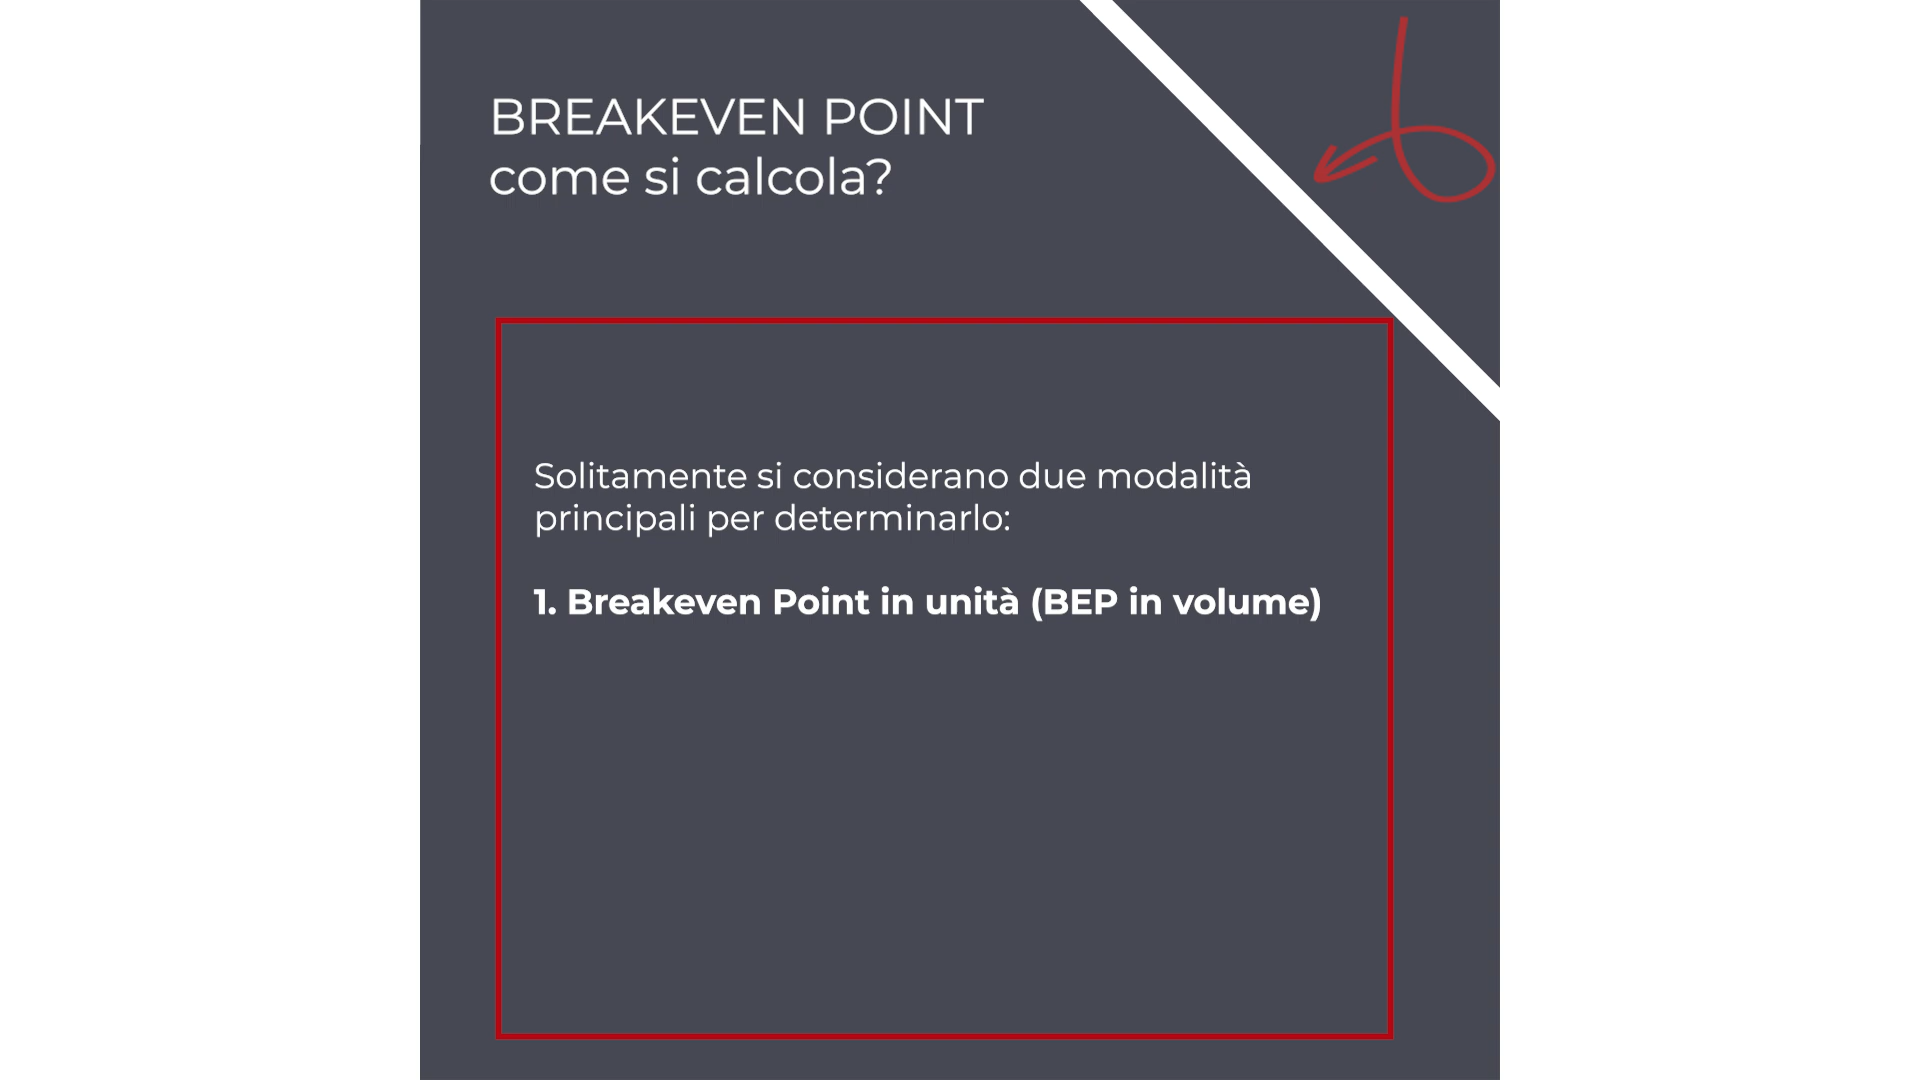 BREAKEVEN POINT
come si calcola?
Solitamente si considerano due modalità
principali per determinarlo:
1. Breakeven Point in unità (BEP in volume)